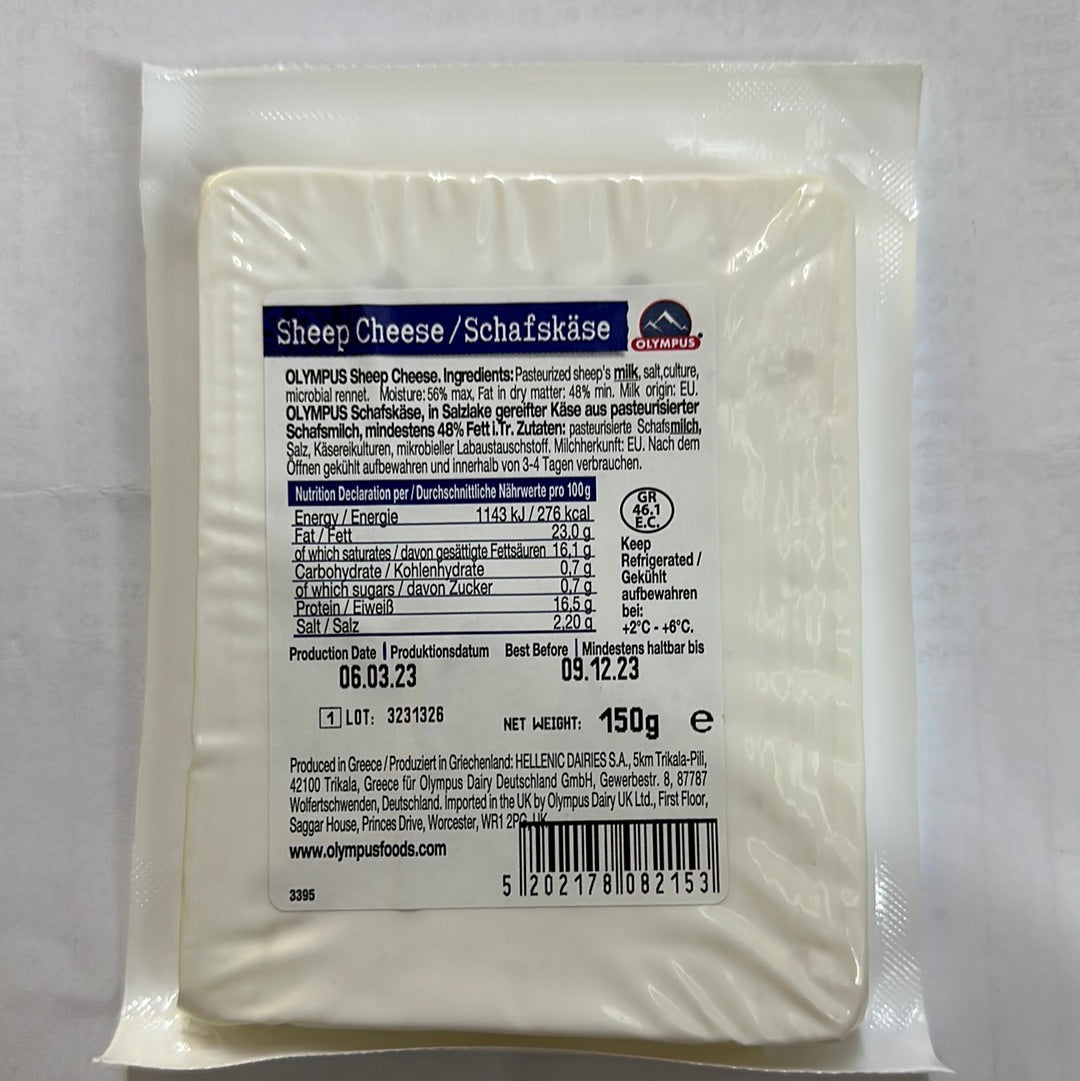 Sheep Cheese/Schafskäse
OLYMPUS
OLYMPUS Sheep Cheese. Ingredients: Pasteurized sheep's milk, salt, culture,
microbial rennet. Moisture: 56% max, Fat in dry matter: 48% min. Milk origin: EU.
OLYMPUS Schafskäse, in Salzlake gereifter Käse aus pasteurisierter
Schafsmilch, mindestens 48% Fett i.Tr. Zutaten: pasteurisierte Schafsmilch,
Salz, Käsereikulturen, mikrobieller Labaustauschstoff. Milchherkunft: EU. Nach dem
Öffnen gekühlt aufbewahren und innerhalb von 3-4 Tagen verbrauchen.
Nutrition Declaration per / Durchschnittliche Nährwerte pro 100g
Energy / Energie 1143 kJ / 276 kcal
Fat / Fett 23,0 g
of which saturates / davon gesättigte Fettsäuren 16,1 g
Carbohydrate / Kohlenhydrate 0,7 g
of which sugars / davon Zucker 0,7 g
Protein / Eiweiß 16,5 g
Salt / Salz 2,20 g
GR
46.1
E.C.
Keep
Refrigerated /
Gekühlt
aufbewahren
bei:
+2°C - +6°C.
Production Date | Produktionsdatum Best Before | Mindestens haltbar bis
06.03.23 09.12.23
1 LOT: 3231326 NET WEIGHT: 150g e
Produced in Greece / Produziert in Griechenland: HELLENIC DAIRIES S.A., 5km Trikala-Pili,
42100 Trikala, Greece für Olympus Dairy Deutschland GmbH, Gewerbestr. 8, 87787
Wolfertschwenden, Deutschland. Imported in the UK by Olympus Dairy UK Ltd., First Floor,
Saggar House, Princes Drive, Worcester, WR1 2PG, UK
www.olympusfoods.com
5 202178 082153
3395